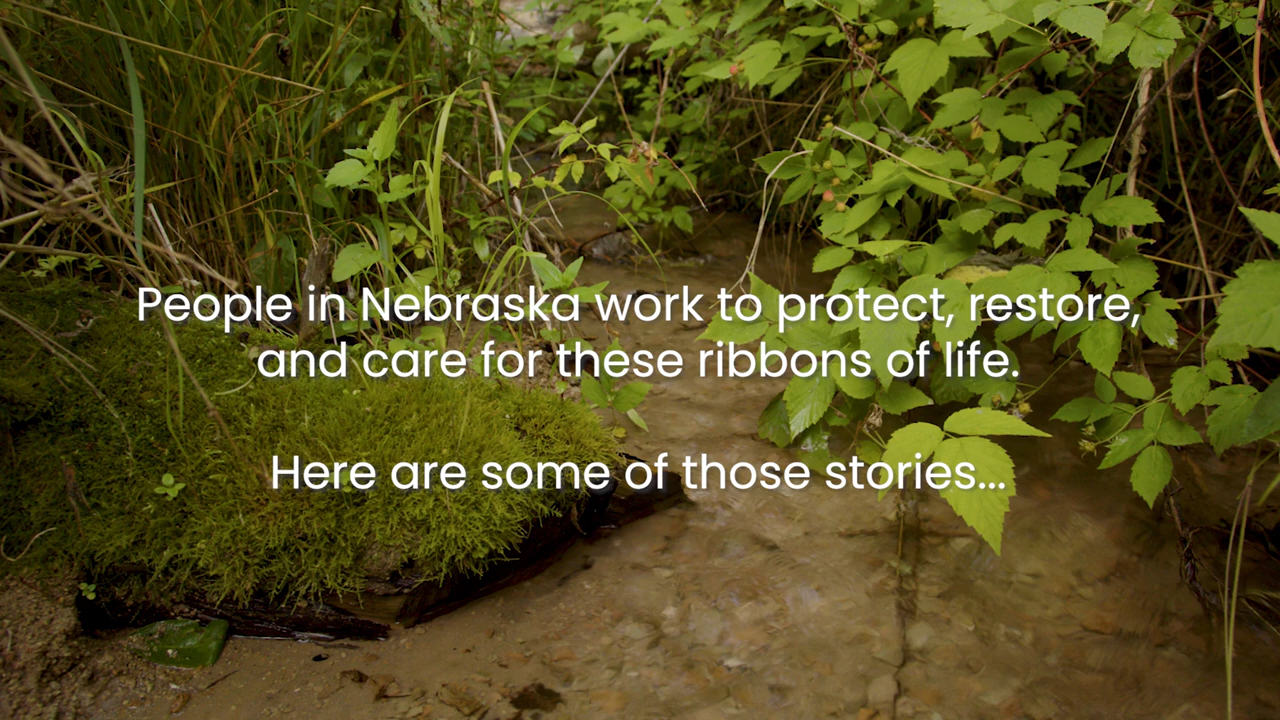 People in Nebraska work to protect, restore,
and care for these ribbons of life.
Here are some of those stories...